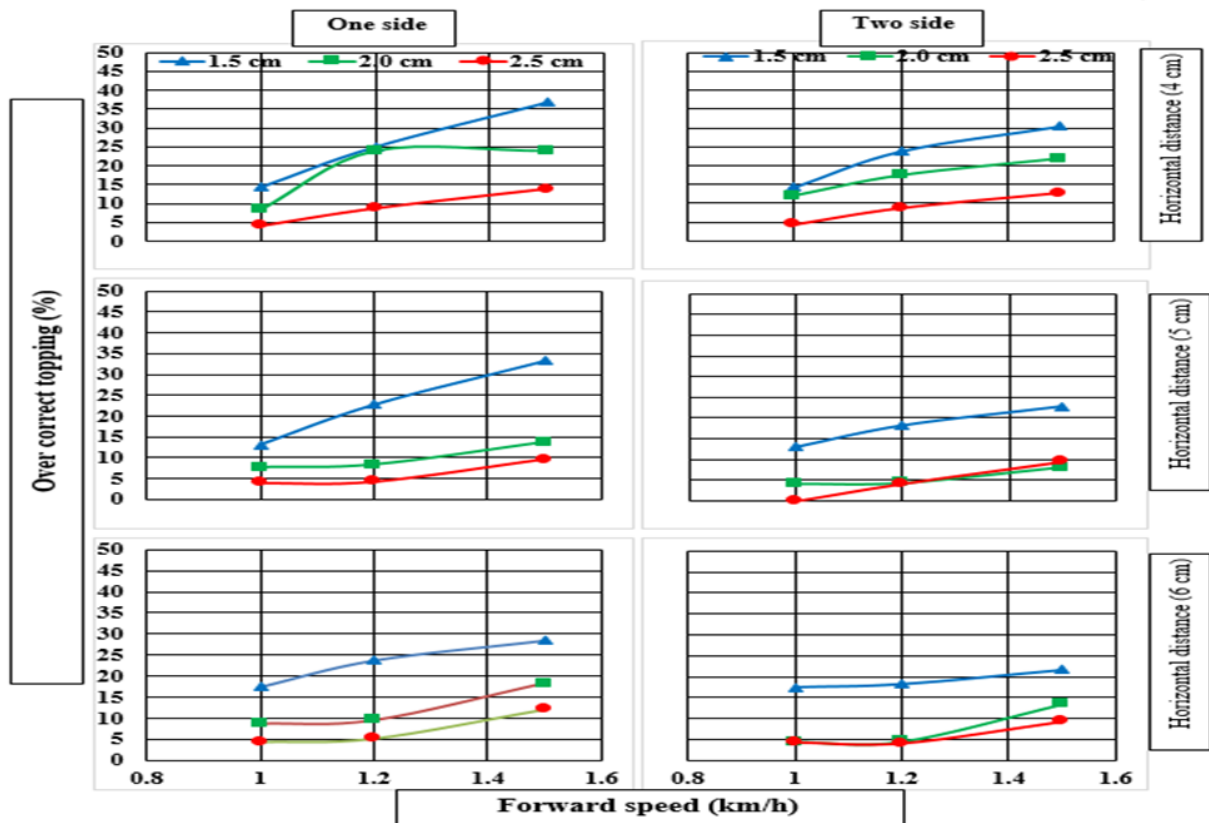 One side
Two side
50
45
40
35
30
25
20
15
10
5
0
1.5 cm
2.0 cm
2.5 cm
1.5 cm
2.0 cm
2.5 cm
Horizontal distance (4 cm)
Over correct topping (%)
50
45
40
35
30
25
20
15
10
5
0
Horizontal distance (5 cm)
50
45
40
35
30
25
20
15
10
5
0
Horizontal distance (6 cm)
0.8 1 1.2 1.4 1.6
0.8 1 1.2 1.4 1.6
Forward speed (km/h)